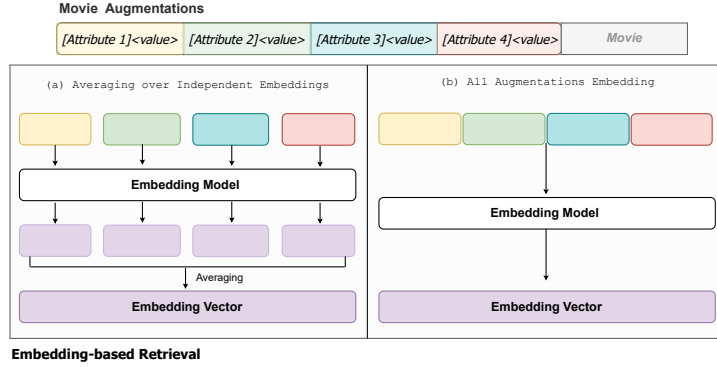 Movie Augmentations
[Attribute 1]<value> [Attribute 2]<value> [Attribute 3]<value> [Attribute 4]<value> Movie
(a) Averaging over Independent Embeddings
Embedding Model
Averaging
Embedding Vector
(b) All Augmentations Embedding
Embedding Model
Embedding Vector
Embedding-based Retrieval